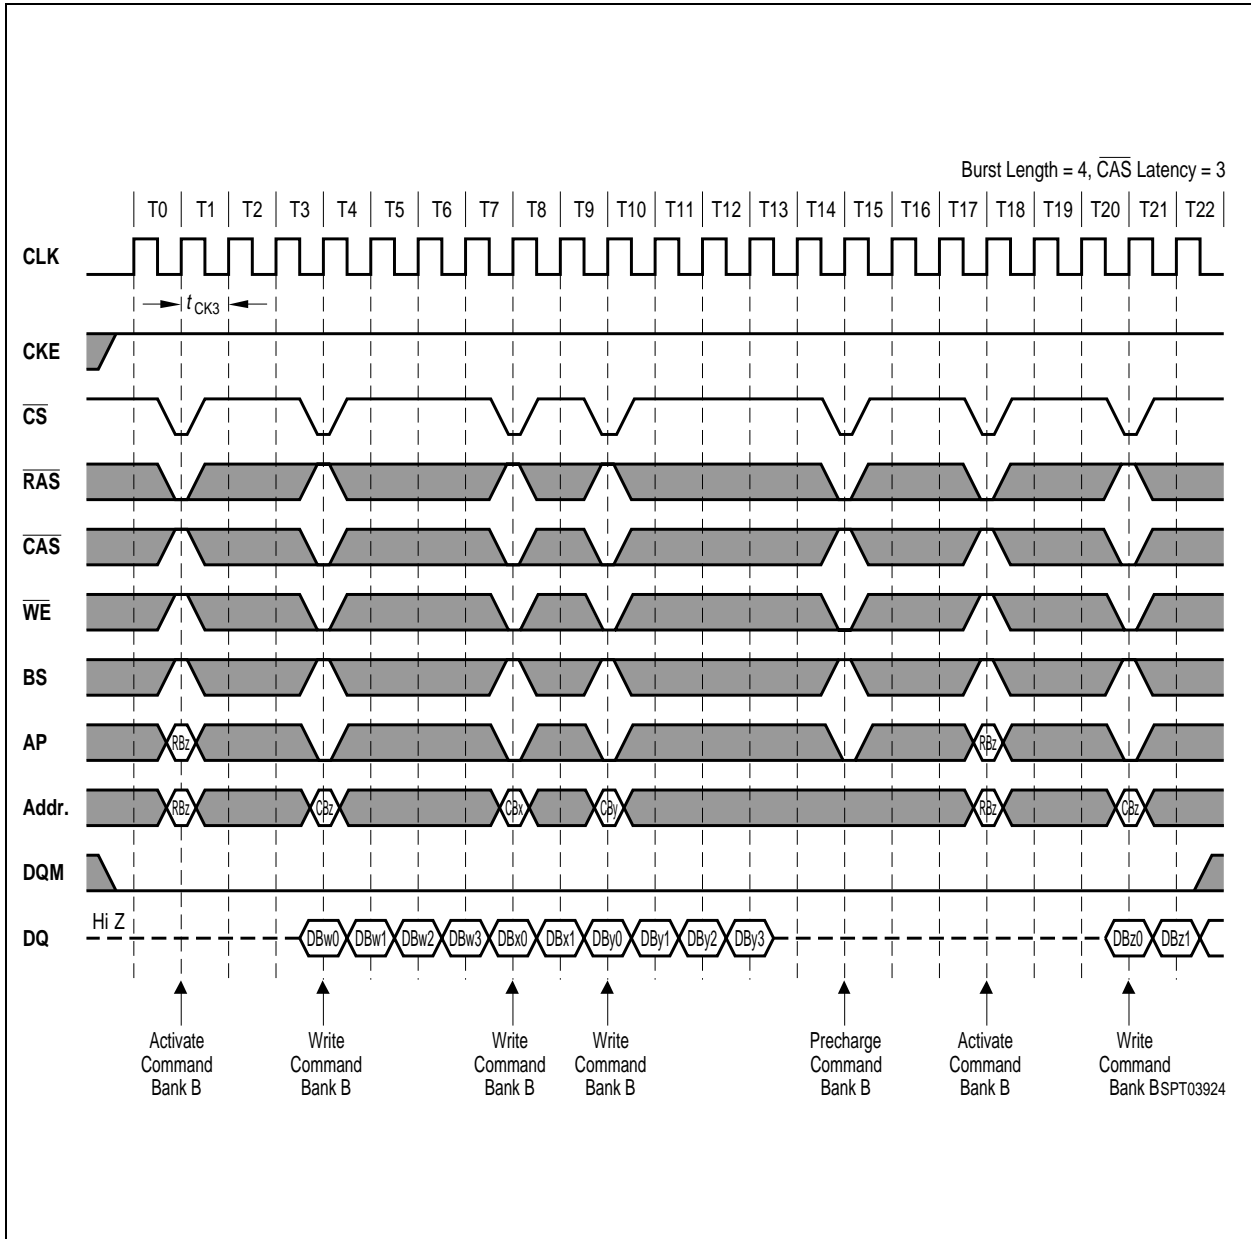 Burst Length = 4, CAS Latency = 3
T0 T1 T2 T3 T4 T5 T6 T7 T8 T9 T10 T11 T12 T13 T14 T15 T16 T17 T18 T19 T20 T21 T22
CLK
t CK3
CKE
CS
RAS
CAS
WE
BS
AP RBz RBz
Addr. RBz CBz CBx CBy RBz CBz
DQM
Hi Z
DQ DBw0 DBw1 DBw2 DBw3 DBx0 DBx1 DBy0 DBy1 DBy2 DBy3 DBz0 DBz1
Activate Write Write Write Precharge Activate Write
Command Command Command Command Command Command Command
Bank B Bank B Bank B Bank B Bank B Bank B Bank B SPT03924